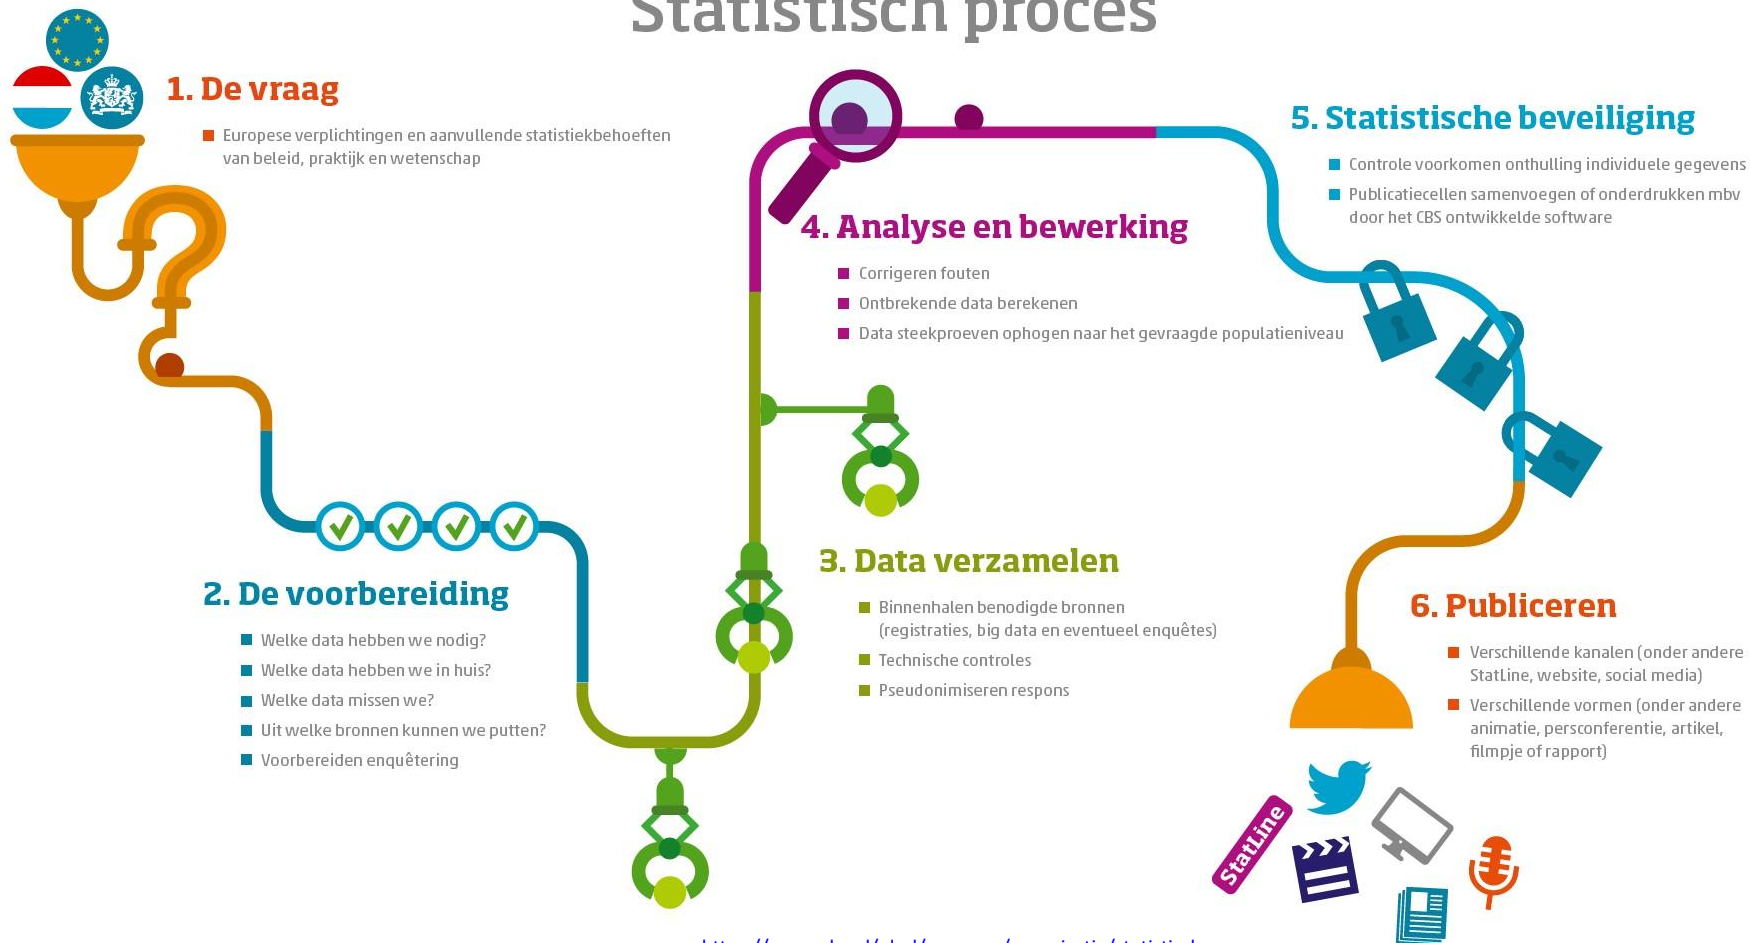 Statistisch proces
1. De vraag
Europese verplichtingen en aanvullende statistiekbehoeften
van beleid, praktijk en wetenschap
2. De voorbereiding
Welke data hebben we nodig?
Welke data hebben we in huis?
Welke data missen we?
Uit welke bronnen kunnen we putten?
Voorbereiden enquêtering
3. Data verzamelen
Binnenhalen benodigde bronnen
(registraties, big data en eventueel enquêtes)
Technische controles
Pseudonimiseren respons
4. Analyse en bewerking
Corrigeren fouten
Ontbrekende data berekenen
Data steekproeven ophogen naar het gevraagde populatieniveau
5. Statistische beveiliging
Controle voorkomen onthulling individuele gegevens
Publicatiecellen samenvoegen of onderdrukken mbv
door het CBS ontwikkelde software
6. Publiceren
Verschillende kanalen (onder andere
StatLine, website, social media)
Verschillende vormen (onder andere
animatie, persconferentie, artikel,
filmpje of rapport)
StatLine